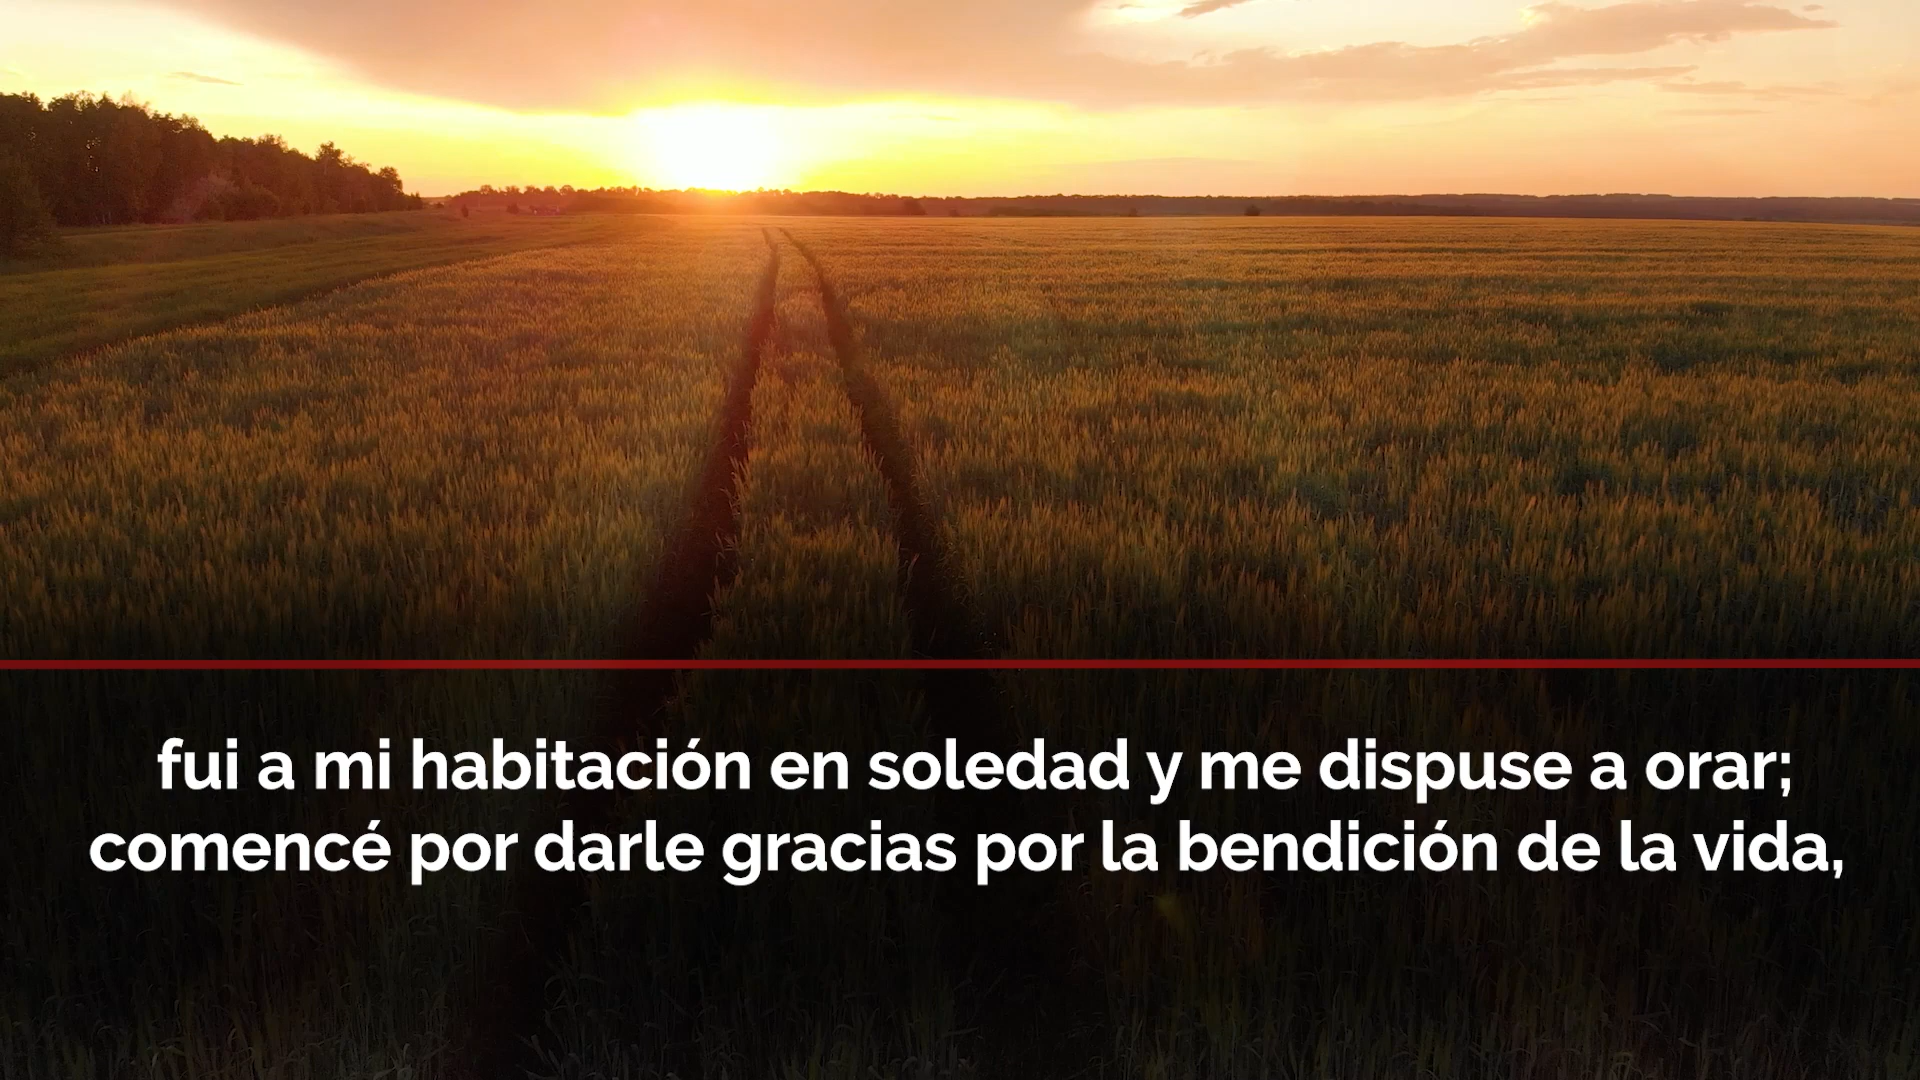 fui a mi habitación en soledad y me dispuse a orar;
comencé por darle gracias por la bendición de la vida,